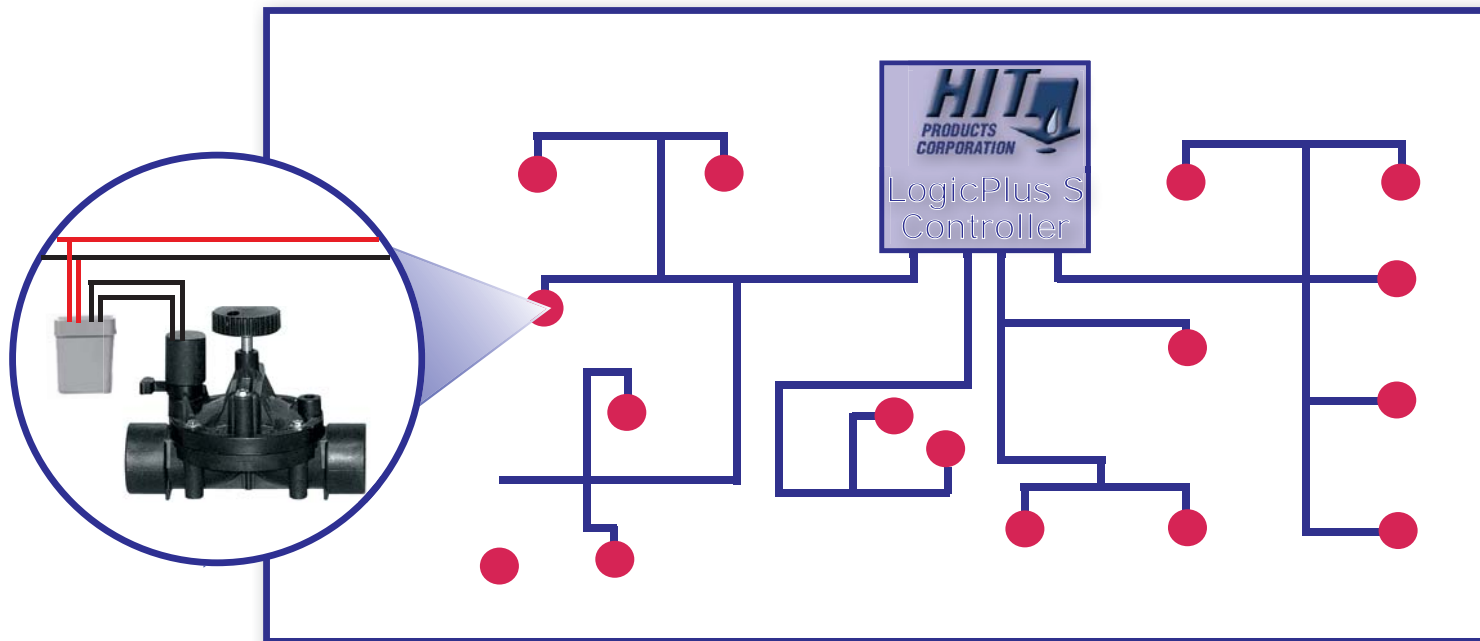 HIT
PRODUCTS
CORPORATION
LogicPlus S
Controller